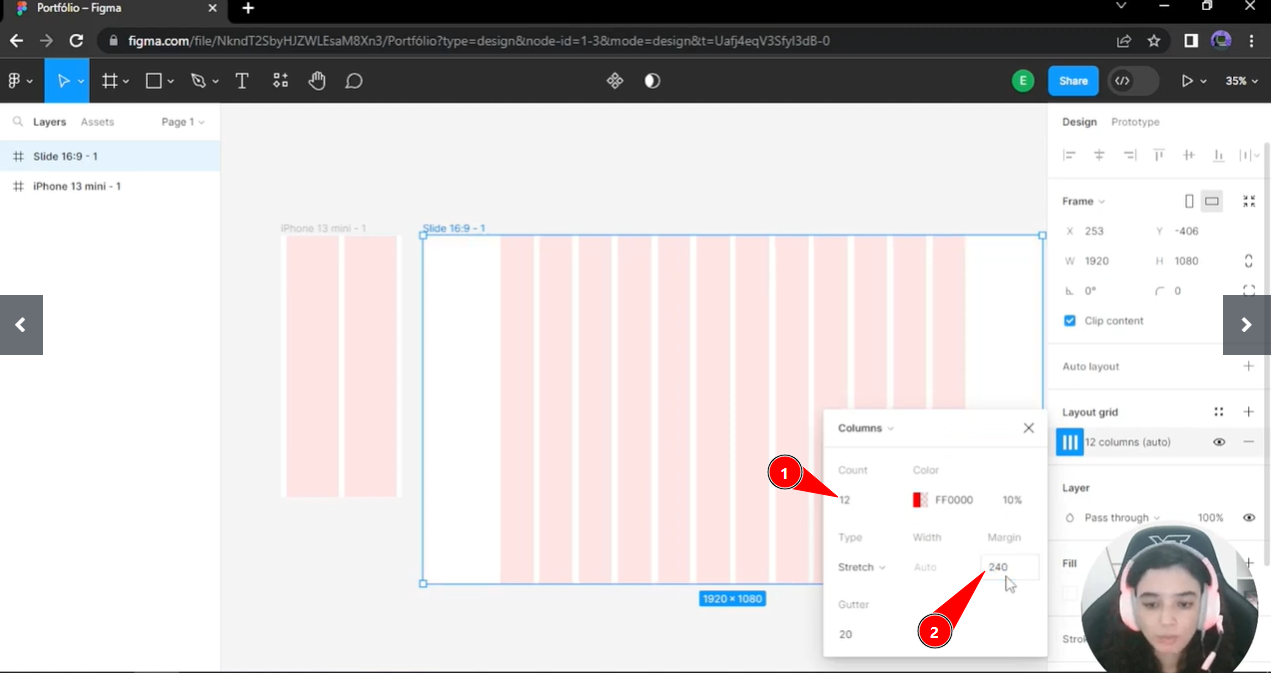 Portfólio – Figma
figma.com/file/NkndT2SbyHJZWLEsaM8Xn3/Portfólio?type=design&node-id=1-3&mode=design&t=Uafj4eqV3SfyI3dB-0
E
Share
35%
Layers Assets Page 1
Slide 16:9 - 1
iPhone 13 mini - 1
iPhone 13 mini - 1
Slide 16:9 - 1
1920 × 1080
Design Prototype
Frame
X 253 Y -406
W 1920 H 1080
0° 0
Clip content
Auto layout
Layout grid
12 columns (auto)
Layer
Pass through 100%
Fill
Columns
Count Color
12 FF0000 10%
Type Width Margin
Stretch Auto 240
Gutter
20
1
2